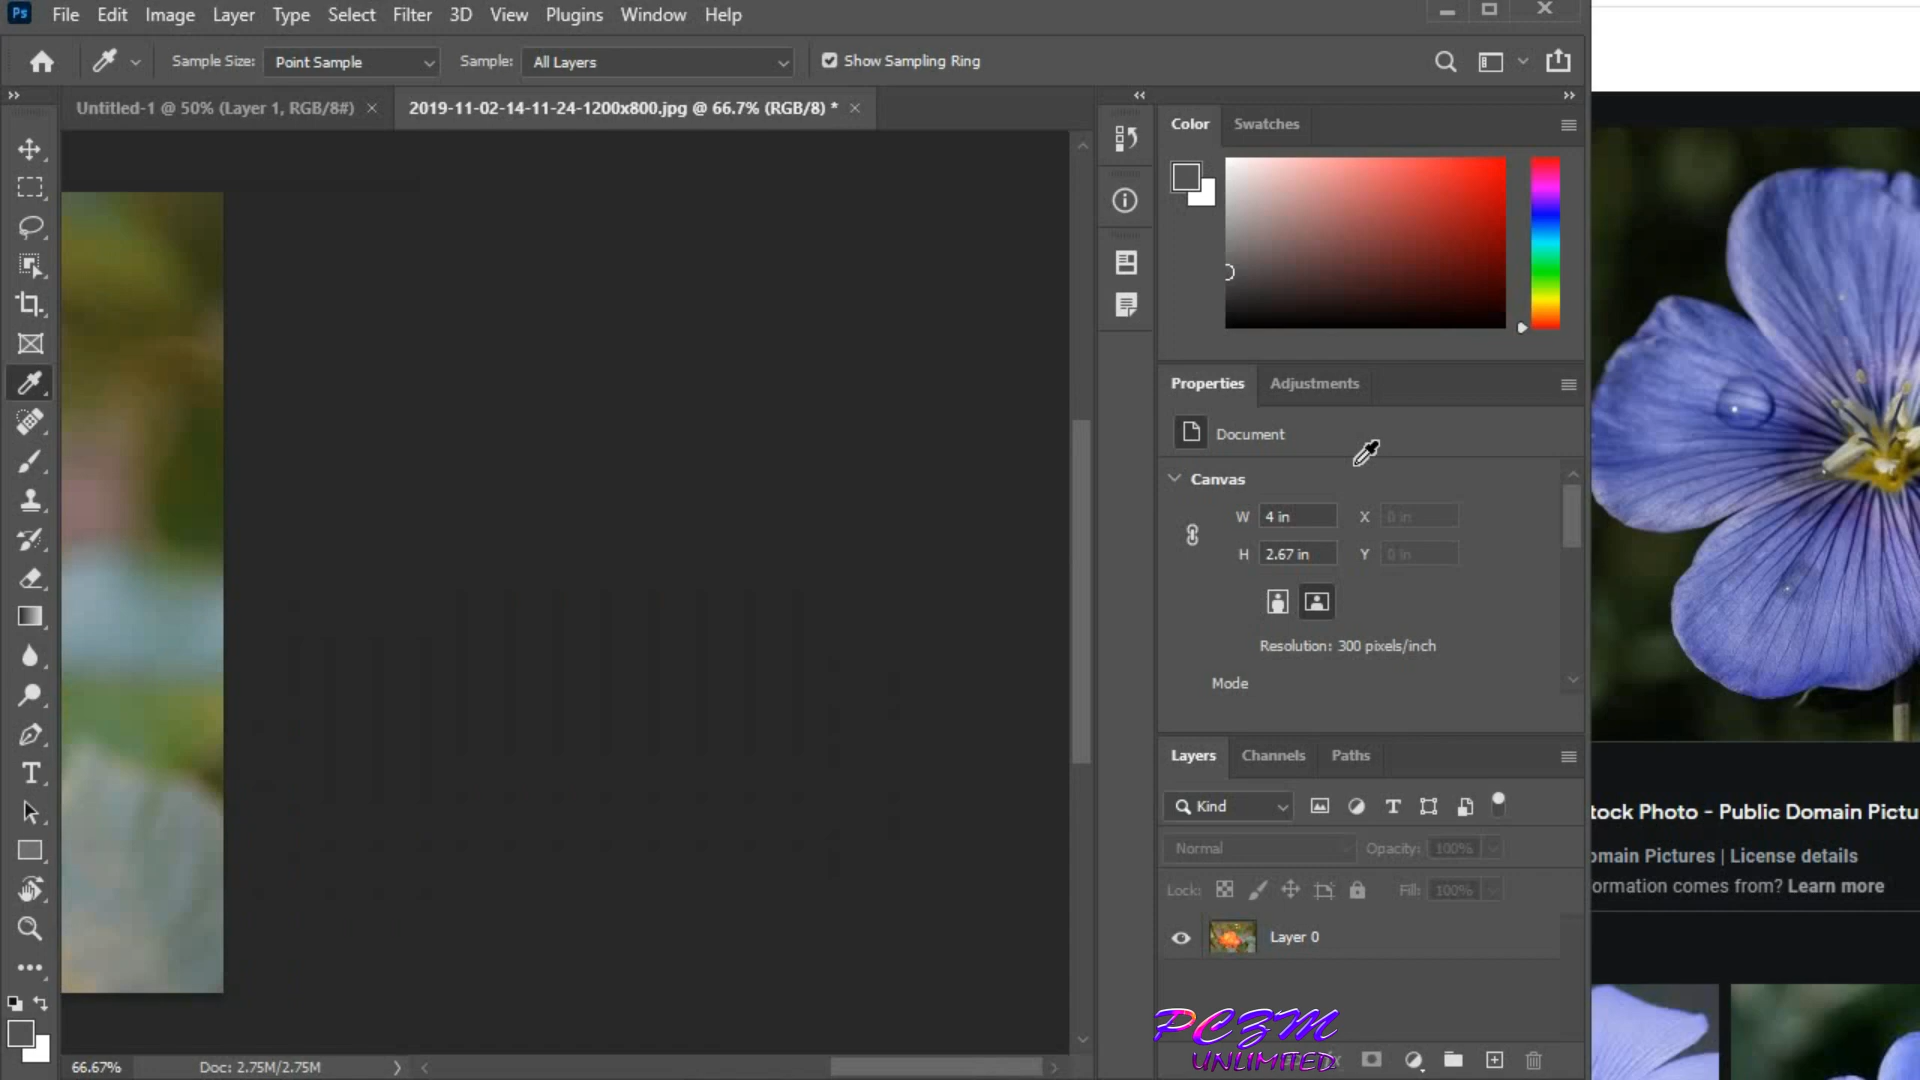 Ps File Edit Image Layer Type Select Filter 3D View Plugins Window Help
Sample Size: Point Sample Sample: All Layers Show Sampling Ring
Untitled-1 @ 50% (Layer 1, RGB/8#) × 2019-11-02-14-11-24-1200x800.jpg @ 66.7% (RGB/8) * ×
Color Swatches
Properties Adjustments
Document
Canvas
W 4 in X 0 in
H 2.67 in Y 0 in
Resolution: 300 pixels/inch
Mode
Layers Channels Paths
Kind
Normal Opacity: 100%
Lock: Fill: 100%
Layer 0
66.67% Doc: 2.75M/2.75M
PCZM
UNLIMITED
tock Photo - Public Domain Pictu
omain Pictures | License details
ormation comes from? Learn more